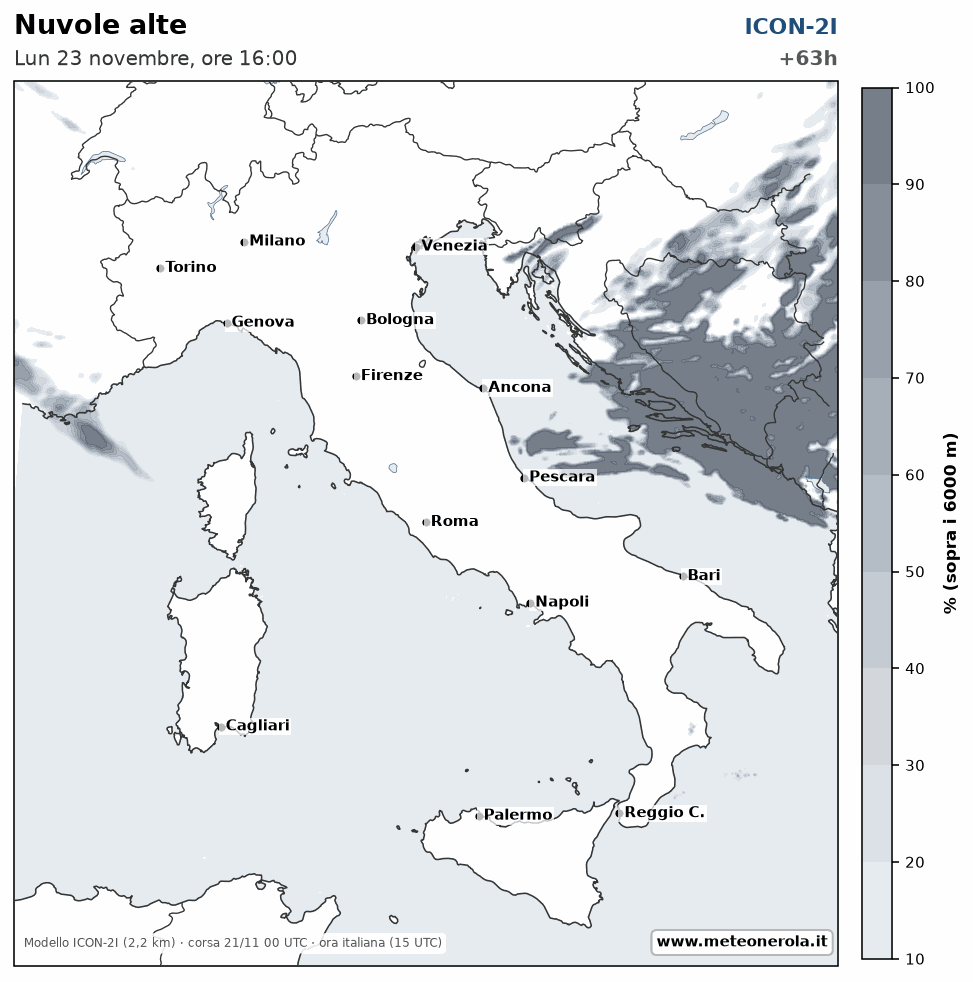 Nuvole alte
ICON-2I
Lun 23 novembre, ore 16:00
+63h
100
90
80
70
60
50
40
30
20
10
% (sopra i 6000 m)
Milano
Venezia
Torino
Genova
Bologna
Firenze
Ancona
Pescara
Roma
Bari
Napoli
Cagliari
Palermo
Reggio C.
Modello ICON-2I (2,2 km) · corsa 21/11 00 UTC · ora italiana (15 UTC)
www.meteonerola.it